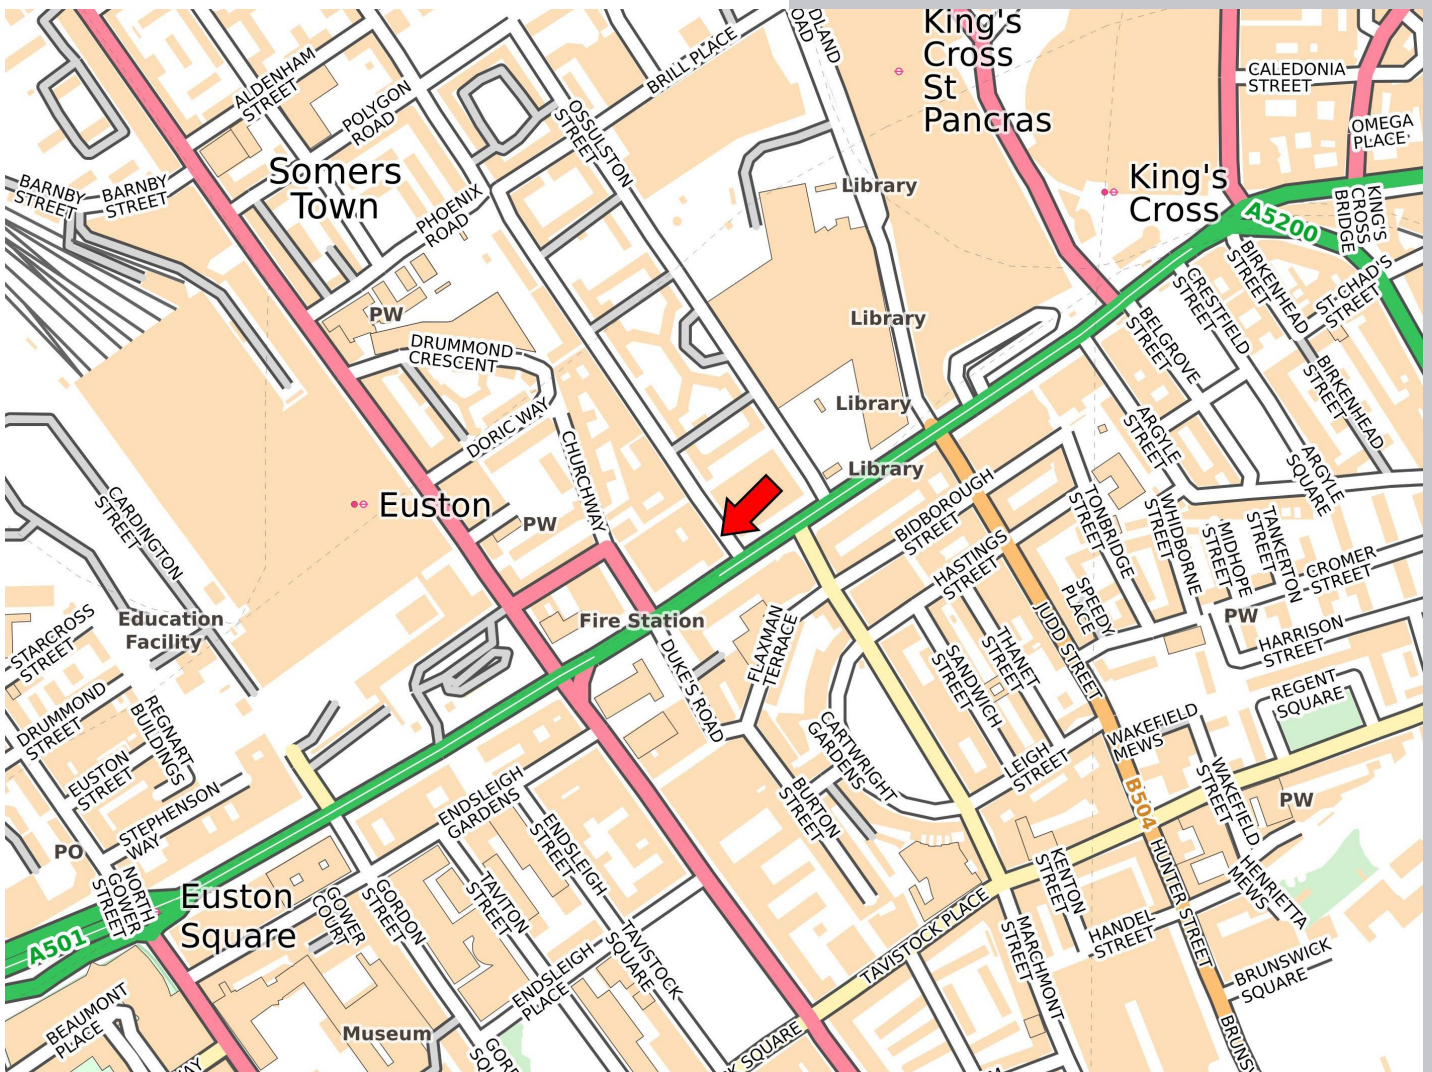 King's
Cross
St
Pancras
CALEDONIA
STREET
OMEGA
PLACE
ALDENHAM
STREET
BRILL PLACE
POLYGON
ROAD
OSSULSTON
STREET
DLAND
OAD
Somers
Town
BARNBY
STREET
BARNBY
STREET
PHOENIX
ROAD
Library
King's
Cross
A5200
KING'S
CROSS
BRIDGE
BIRKENHEAD
STREET
ST. CHAD'S
STREET
CRESTFIELD
STREET
BELGROVE
STREET
BIRKENHEAD
STREET
PW
Library
DRUMMOND
CRESCENT
Library
DORIC WAY
CHURCHWAY
ARGYLE
STREET
ARGYLE
SQUARE
Library
Euston
PW
CARDINGTON
STREET
BIDBOROUGH
STREET
HASTINGS
STREET
TONBRIDGE
STREET
WHIDBORNE
STREET
MIDHOPE
STREET
TANKERTON
STREET
CROMER
STREET
SPEEDY
PLACE
PW
HARRISON
STREET
Education
Facility
Fire Station
STARCROSS
STREET
FLAXMAN
TERRACE
JUDD STREET
THANET
STREET
SANDWICH
STREET
DUKE'S ROAD
REGENT
SQUARE
DRUMMOND
STREET
REGNART
BUILDINGS
CARTWRIGHT
GARDENS
WAKEFIELD
MEWS
LEIGH
STREET
EUSTON
STREET
STEPHENSON
WAY
ENDSLEIGH
GARDENS
BURTON
STREET
WAKEFIELD
STREET
B504
PW
PO
ENDSLEIGH
STREET
HUNTER STREET
KENTON
STREET
HENRIETTA
MEWS
NORTH
GOWER
STREET
Euston
Square
GOWER
COURT
GORDON
STREET
TAVITON
STREET
TAVISTOCK
SQUARE
TAVISTOCK PLACE
MARCHMONT
STREET
HANDEL
STREET
A501
ENDSLEIGH
PLACE
BRUNSWICK
SQUARE
BEAUMONT
PLACE
Museum
K SQUARE
GORD
SQU
BRUNSW
WAY